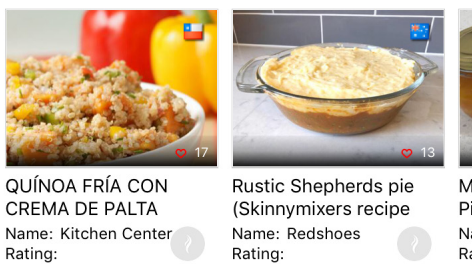 17
QUÍNOA FRÍA CON
CREMA DE PALTA
Name: Kitchen Center
Rating:
13
Rustic Shepherds pie
(Skinnymixers recipe
Name: Redshoes
Rating: